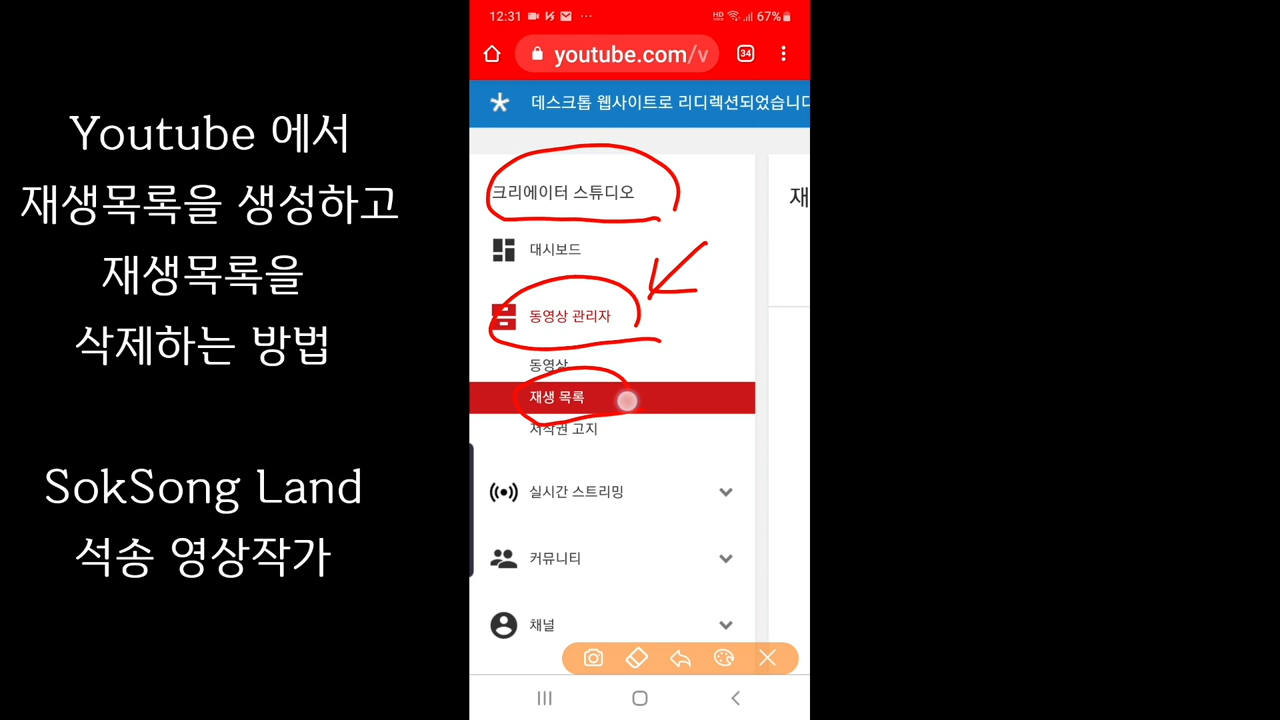 Youtube 에서
재생목록을 생성하고
재생목록을
삭제하는 방법
SokSong Land
석송 영상작가
12:31
67%
youtube.com/v
34
데스크톱 웹사이트로 리디렉션되었습니다
크리에이터 스튜디오
재
대시보드
동영상 관리자
동영상
재생 목록
저작권 고지
실시간 스트리밍
커뮤니티
채널